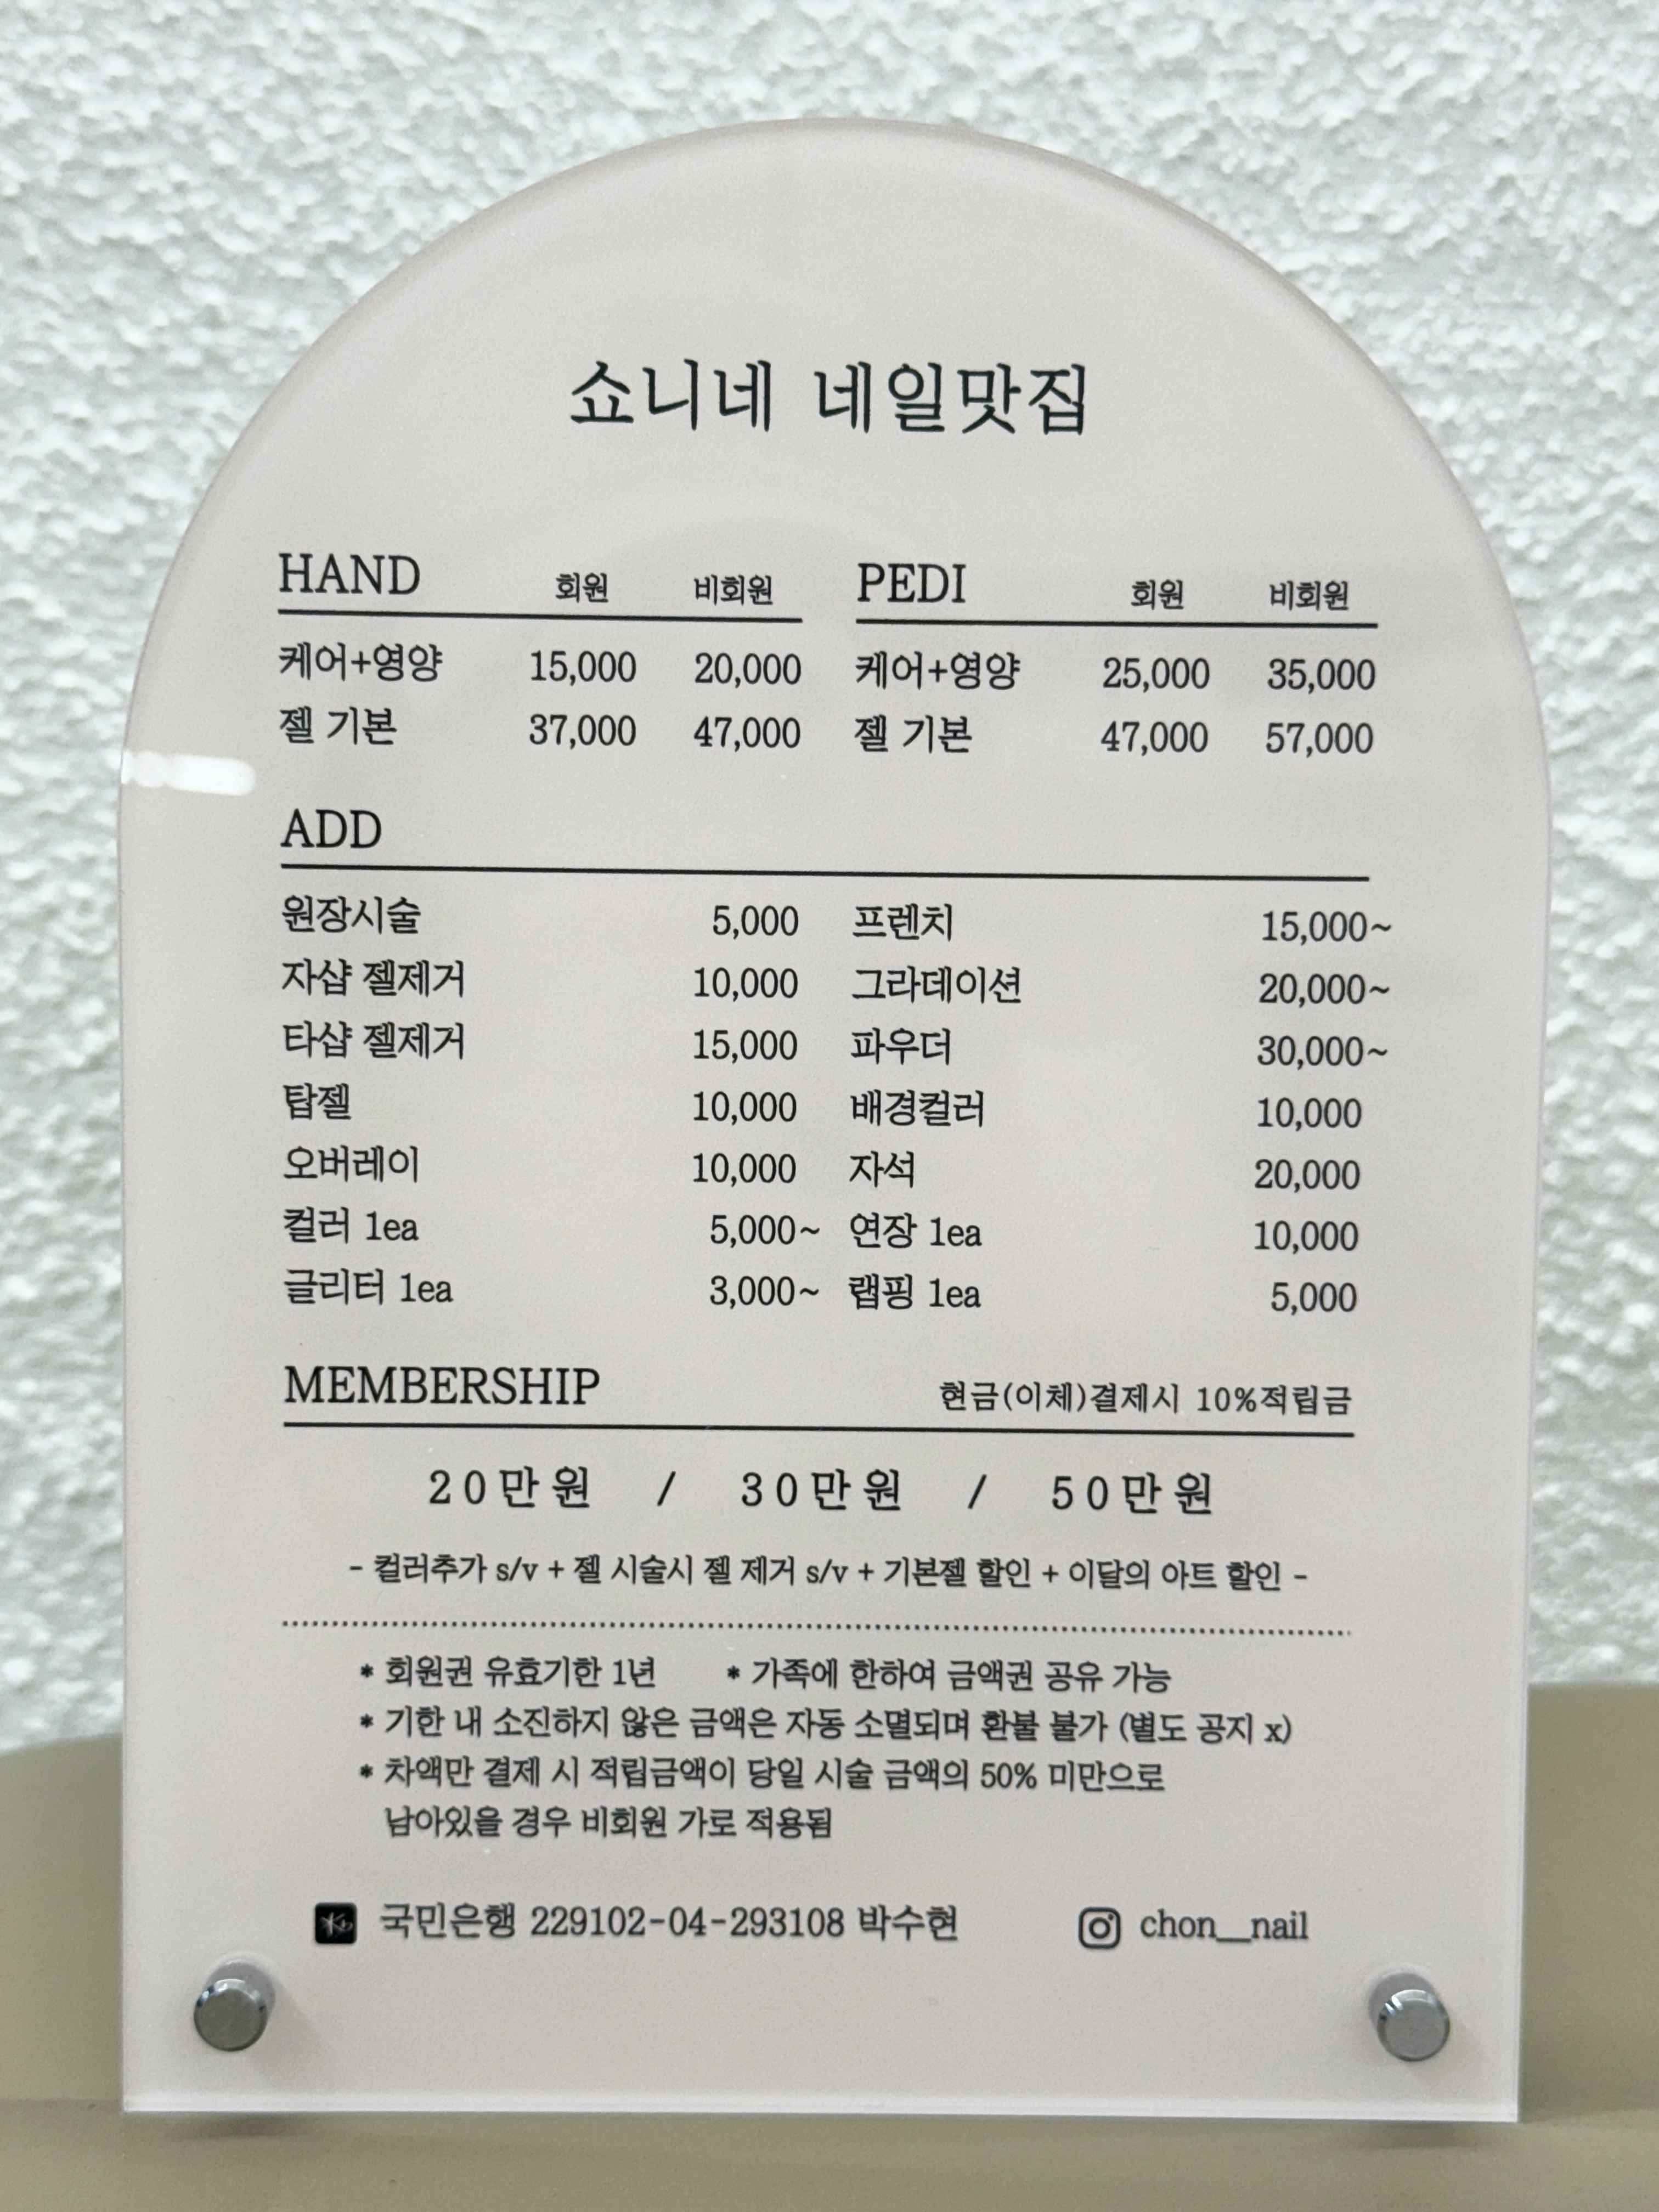 쇼니네 네일맛집
HAND 회원 비회원 PEDI 회원 비회원
케어+영양 15,000 20,000 케어+영양 25,000 35,000
젤 기본 37,000 47,000 젤 기본 47,000 57,000
ADD
원장시술 5,000 프렌치 15,000~
자샵 젤제거 10,000 그라데이션 20,000~
타샵 젤제거 15,000 파우더 30,000~
탑젤 10,000 배경컬러 10,000
오버레이 10,000 자석 20,000
컬러 1ea 5,000~ 연장 1ea 10,000
글리터 1ea 3,000~ 랩핑 1ea 5,000
MEMBERSHIP 현금(이체)결제시 10%적립금
20만원 / 30만원 / 50만원
- 컬러추가 s/v + 젤 시술시 젤 제거 s/v + 기본젤 할인 + 이달의 아트 할인 -
* 회원권 유효기한 1년 * 가족에 한하여 금액권 공유 가능
* 기한 내 소진하지 않은 금액은 자동 소멸되며 환불 불가 (별도 공지 x)
* 차액만 결제 시 적립금액이 당일 시술 금액의 50% 미만으로
남아있을 경우 비회원 가로 적용됨
국민은행 229102-04-293108 박수현 chon__nail